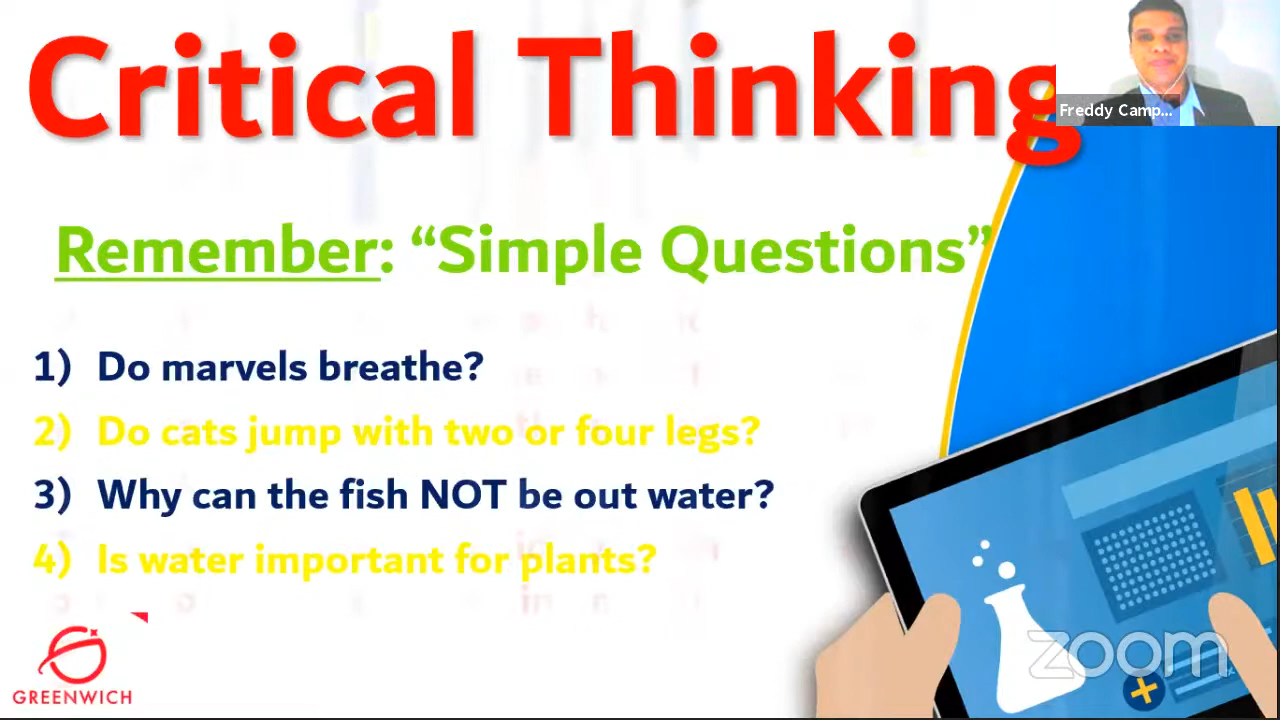 Critical Thinking
Freddy Camp...
Remember: “Simple Questions”
1) Do marvels breathe?
2) Do cats jump with two or four legs?
3) Why can the fish NOT be out water?
4) Is water important for plants?
GREENWICH
zoom